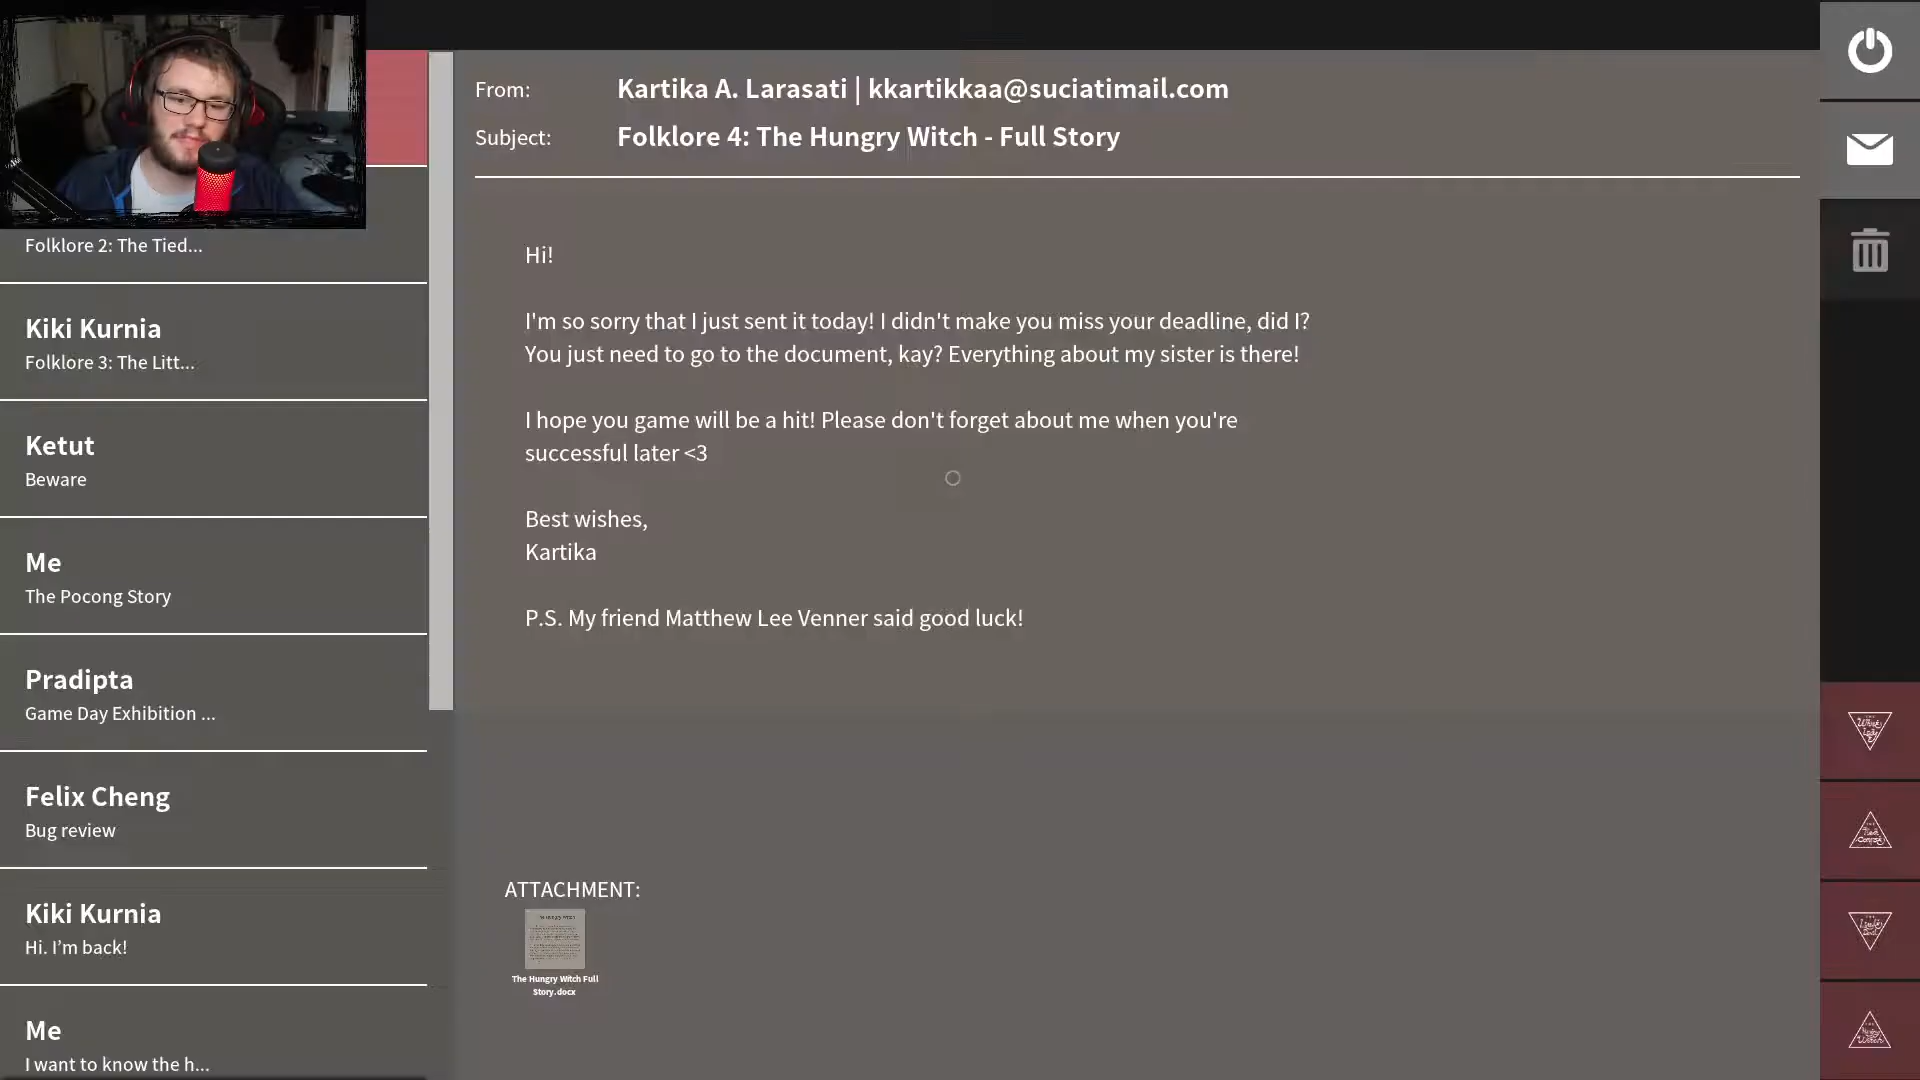 From: Kartika A. Larasati | kkartikkaa@suciatimail.com
Subject: Folklore 4: The Hungry Witch - Full Story
Folklore 2: The Tied...
Kiki Kurnia
Folklore 3: The Litt...
Ketut
Beware
Me
The Pocong Story
Pradipta
Game Day Exhibition ...
Felix Cheng
Bug review
Kiki Kurnia
Hi. I'm back!
Me
I want to know the h...
Hi!
I'm so sorry that I just sent it today! I didn't make you miss your deadline, did I?
You just need to go to the document, kay? Everything about my sister is there!
I hope you game will be a hit! Please don't forget about me when you're
successful later <3
Best wishes,
Kartika
P.S. My friend Matthew Lee Venner said good luck!
ATTACHMENT:
The Hungry Witch Full
Story.docx